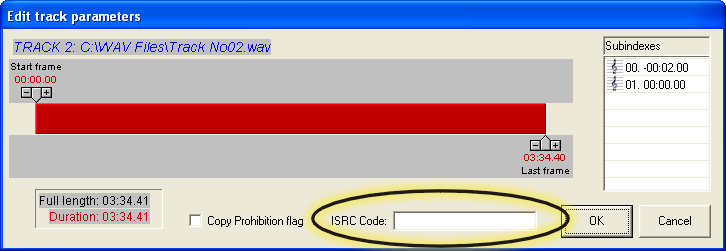 Edit track parameters
TRACK 2: C:\WAV Files\Track No02.wav
Start frame
00:00.00
03:34.40
Last frame
Subindexes
00. -00:02.00
01. 00:00.00
Full length: 03:34.41
Duration: 03:34.41
Copy Prohibition flag
ISRC Code:
OK
Cancel